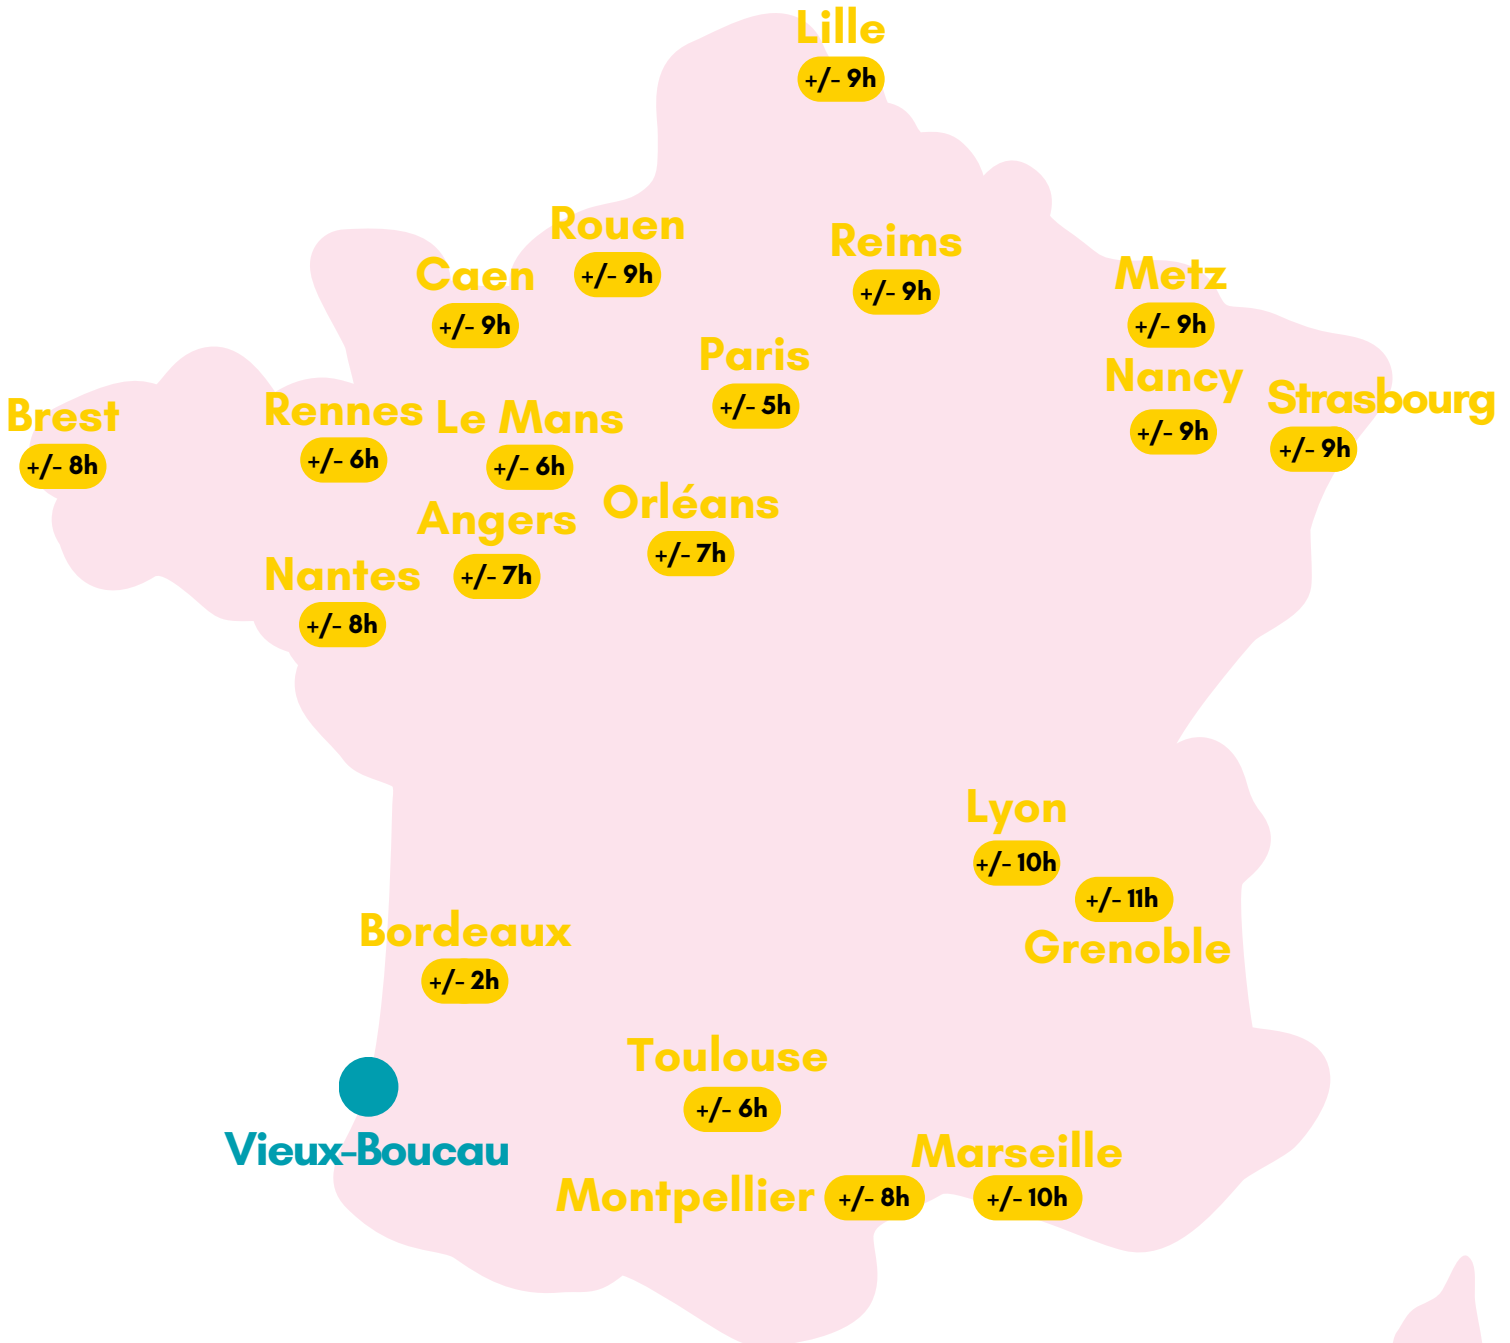 Lille
+/- 9h
Rouen
+/- 9h
Reims
+/- 9h
Caen
+/- 9h
Metz
+/- 9h
Paris
+/- 5h
Nancy
+/- 9h
Strasbourg
+/- 9h
Brest
+/- 8h
Rennes
+/- 6h
Le Mans
+/- 6h
Orléans
+/- 7h
Angers
+/- 7h
Nantes
+/- 8h
Lyon
+/- 10h
+/- 11h
Grenoble
Bordeaux
+/- 2h
Toulouse
+/- 6h
Vieux-Boucau
Marseille
+/- 10h
Montpellier +/- 8h